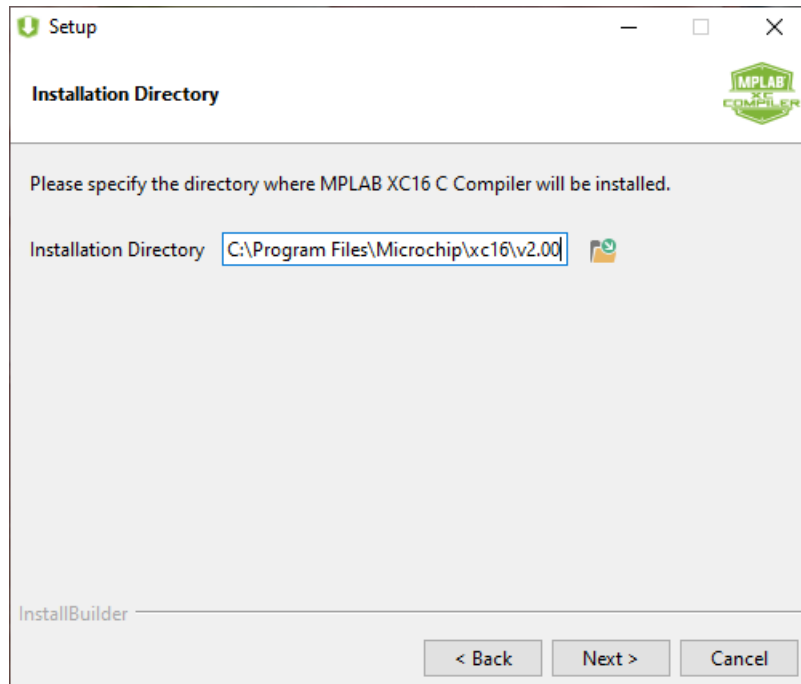 Setup
Installation Directory
MPLAB®
XC
COMPILER
Please specify the directory where MPLAB XC16 C Compiler will be installed.
Installation Directory C:\Program Files\Microchip\xc16\v2.00
InstallBuilder
< Back Next > Cancel